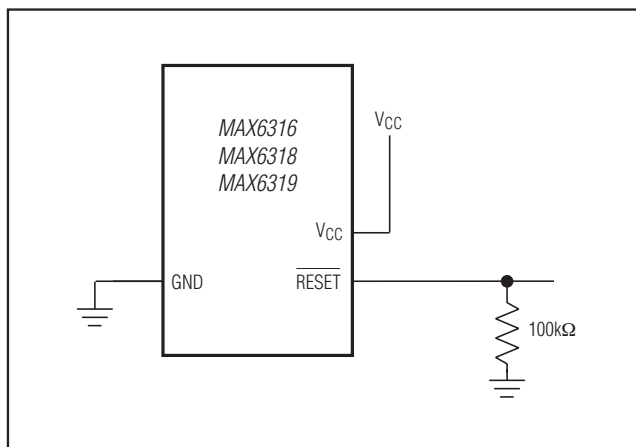 MAX6316
MAX6318
MAX6319
VCC
VCC
GND
RESET
100kΩ